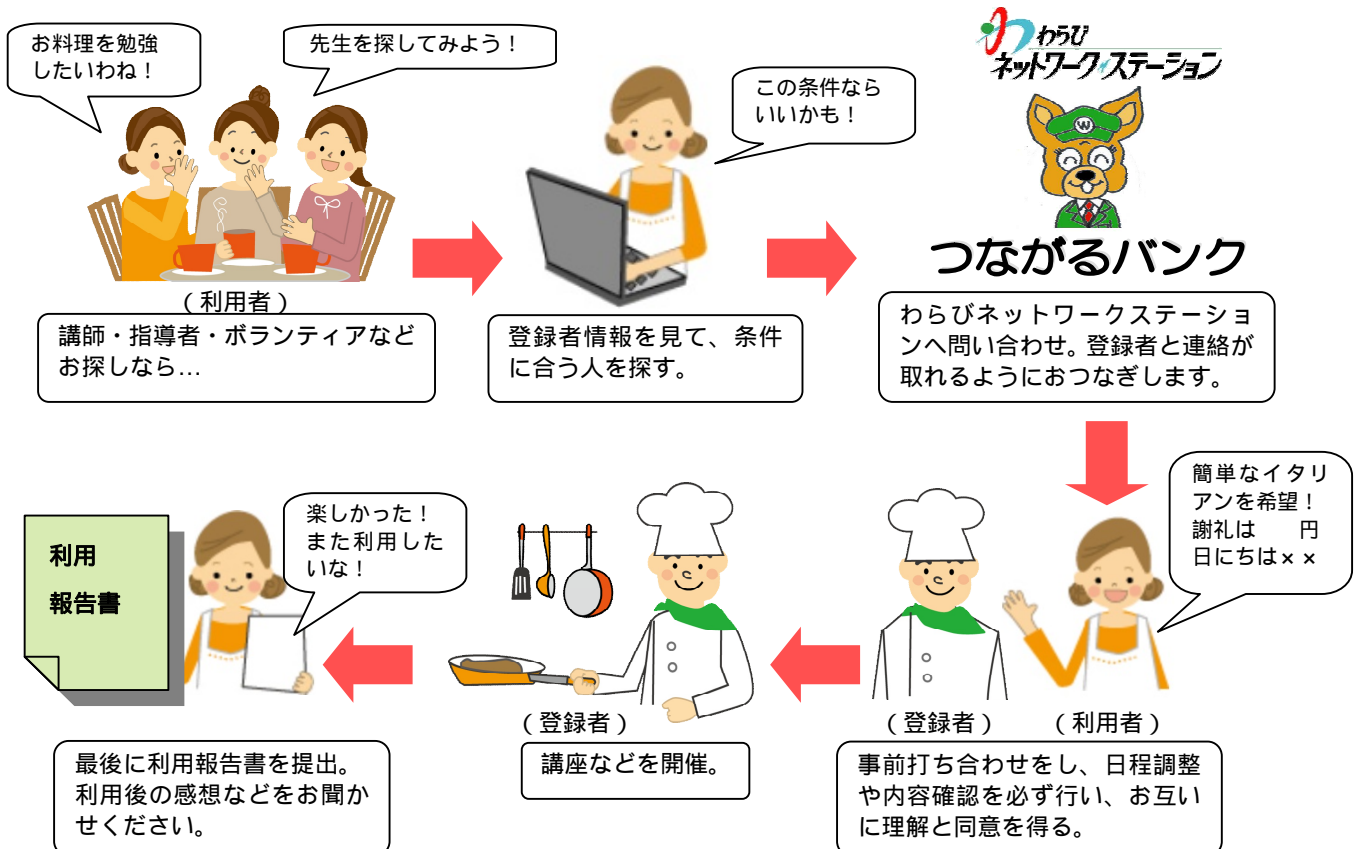 お料理を勉強
したいわね！
先生を探してみよう！
この条件なら
いいかも！
わらび
ネットワークステーション
W
つながるバンク
（利用者）
講師・指導者・ボランティアなど
お探しなら…
登録者情報を見て、条件
に合う人を探す。
わらびネットワークステーショ
ンへ問い合わせ。登録者と連絡が
取れるようにおつなぎします。
簡単なイタリ
アンを希望！
謝礼は　　円
日にちは××
（登録者）　（利用者）
事前打ち合わせをし、日程調整
や内容確認を必ず行い、お互い
に理解と同意を得る。
（登録者）
講座などを開催。
楽しかった！
また利用した
いな！
利用
報告書
最後に利用報告書を提出。
利用後の感想などをお聞か
せください。